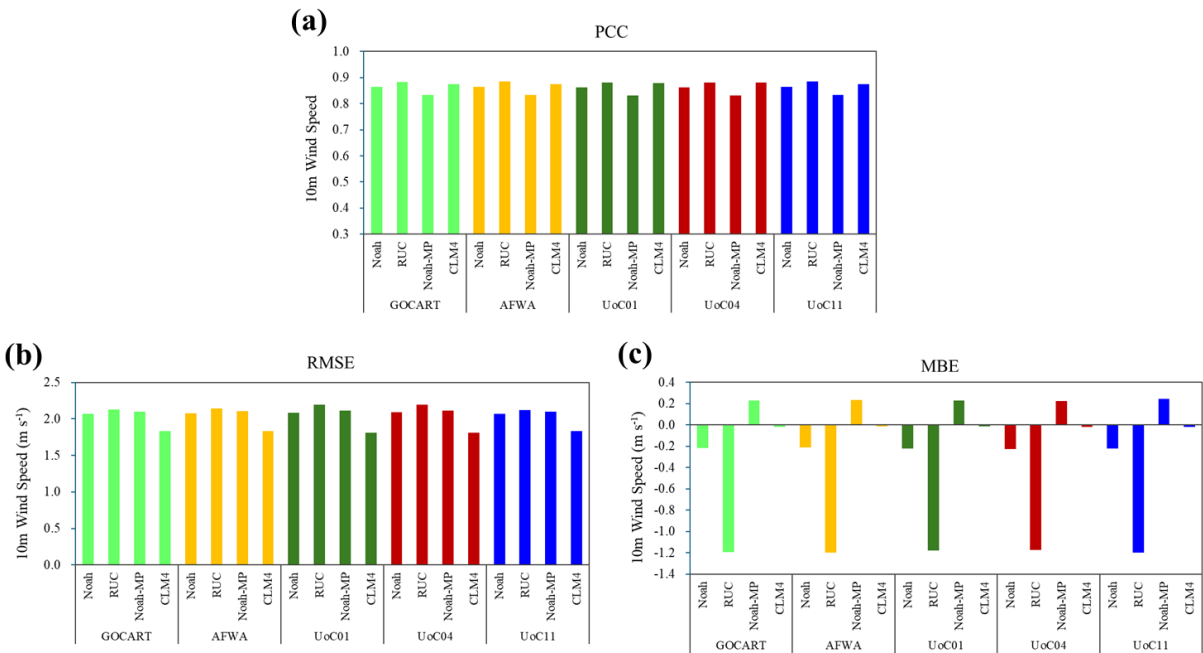 (a)
PCC
10m Wind Speed
1.0
0.9
0.8
0.7
0.6
0.5
0.4
0.3
Noah RUC Noah-MP CLM4 Noah RUC Noah-MP CLM4 Noah RUC Noah-MP CLM4 Noah RUC Noah-MP CLM4 Noah RUC Noah-MP CLM4
GOCART AFWA UoC01 UoC04 UoC11
(b)
RMSE
10m Wind Speed (m s-1)
2.5
2.0
1.5
1.0
0.5
0.0
Noah RUC Noah-MP CLM4 Noah RUC Noah-MP CLM4 Noah RUC Noah-MP CLM4 Noah RUC Noah-MP CLM4 Noah RUC Noah-MP CLM4
GOCART AFWA UoC01 UoC04 UoC11
(c)
MBE
10m Wind Speed (m s-1)
0.4
0.2
0.0
-0.2
-0.4
-0.6
-0.8
-1.0
-1.2
-1.4
Noah RUC Noah-MP CLM4 Noah RUC Noah-MP CLM4 Noah RUC Noah-MP CLM4 Noah RUC Noah-MP CLM4 Noah RUC Noah-MP CLM4
GOCART AFWA UoC01 UoC04 UoC11